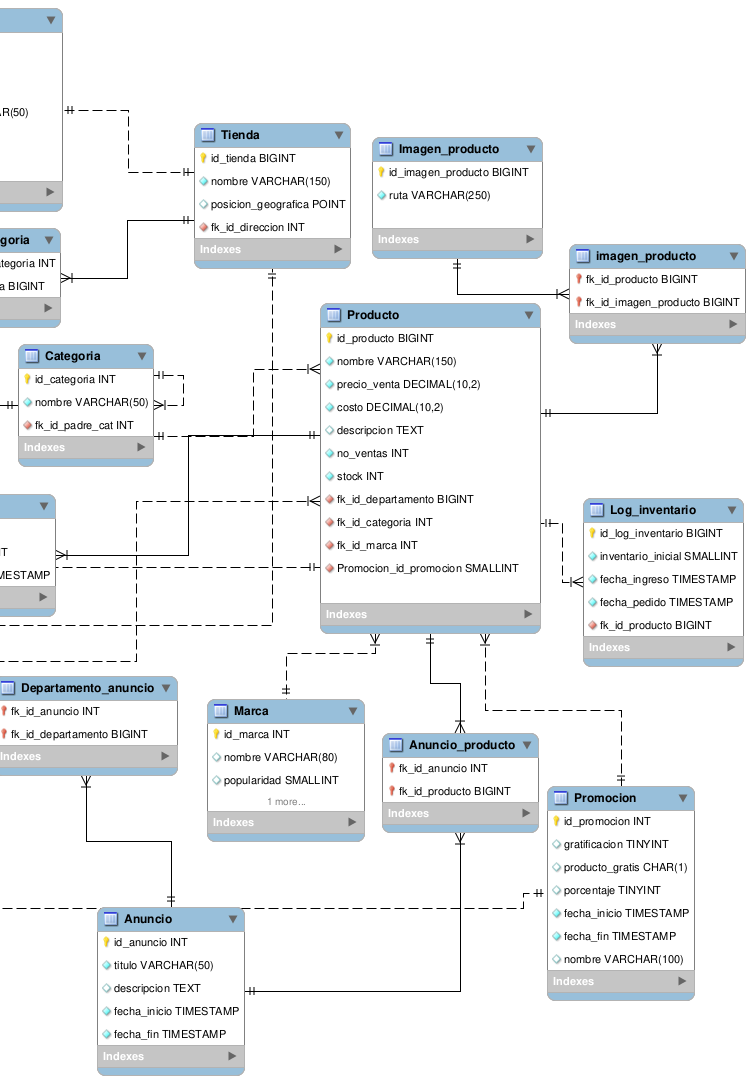 R(50)
Tienda
id_tienda BIGINT
nombre VARCHAR(150)
posicion_geografica POINT
fk_id_direccion INT
Indexes
Imagen_producto
id_imagen_producto BIGINT
ruta VARCHAR(250)
Indexes
goria
ategoria INT
a BIGINT
imagen_producto
fk_id_producto BIGINT
fk_id_imagen_producto BIGINT
Indexes
Producto
id_producto BIGINT
nombre VARCHAR(150)
precio_venta DECIMAL(10,2)
costo DECIMAL(10,2)
descripcion TEXT
no_ventas INT
stock INT
fk_id_departamento BIGINT
fk_id_categoria INT
fk_id_marca INT
Promocion_id_promocion SMALLINT
Indexes
Categoria
id_categoria INT
nombre VARCHAR(50)
fk_id_padre_cat INT
Indexes
Log_inventario
id_log_inventario BIGINT
inventario_inicial SMALLINT
fecha_ingreso TIMESTAMP
fecha_pedido TIMESTAMP
fk_id_producto BIGINT
Indexes
T
MESTAMP
Departamento_anuncio
fk_id_anuncio INT
fk_id_departamento BIGINT
Indexes
Marca
id_marca INT
nombre VARCHAR(80)
popularidad SMALLINT
1 more...
Indexes
Anuncio_producto
fk_id_anuncio INT
fk_id_producto BIGINT
Indexes
Promocion
id_promocion INT
gratificacion TINYINT
producto_gratis CHAR(1)
porcentaje TINYINT
fecha_inicio TIMESTAMP
fecha_fin TIMESTAMP
nombre VARCHAR(100)
Indexes
Anuncio
id_anuncio INT
titulo VARCHAR(50)
descripcion TEXT
fecha_inicio TIMESTAMP
fecha_fin TIMESTAMP
Indexes